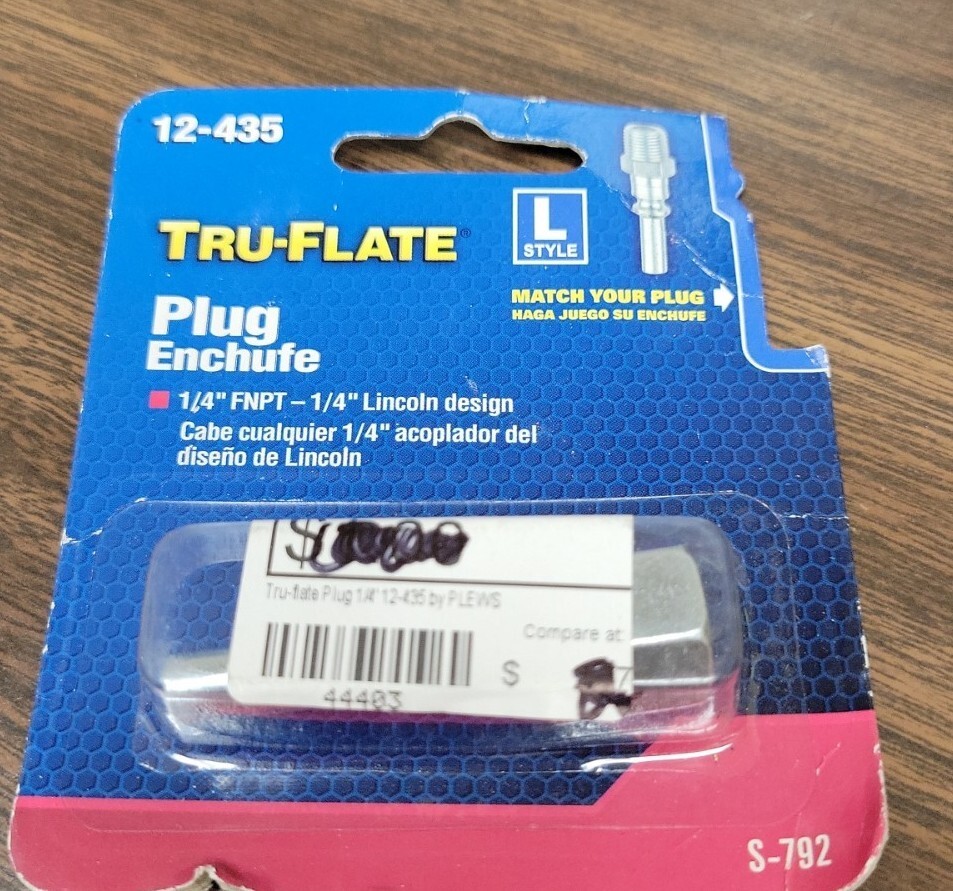 12-435
TRU-FLATE®
L
STYLE
MATCH YOUR PLUG
HAGA JUEGO SU ENCHUFE
Plug
Enchufe
1/4" FNPT – 1/4" Lincoln design
Cabe cualquier 1/4" acoplador del
diseño de Lincoln
$
Tru-flate Plug 1/4" 12-435 by PLEWS
Compare at:
$ 7
44403
S-792